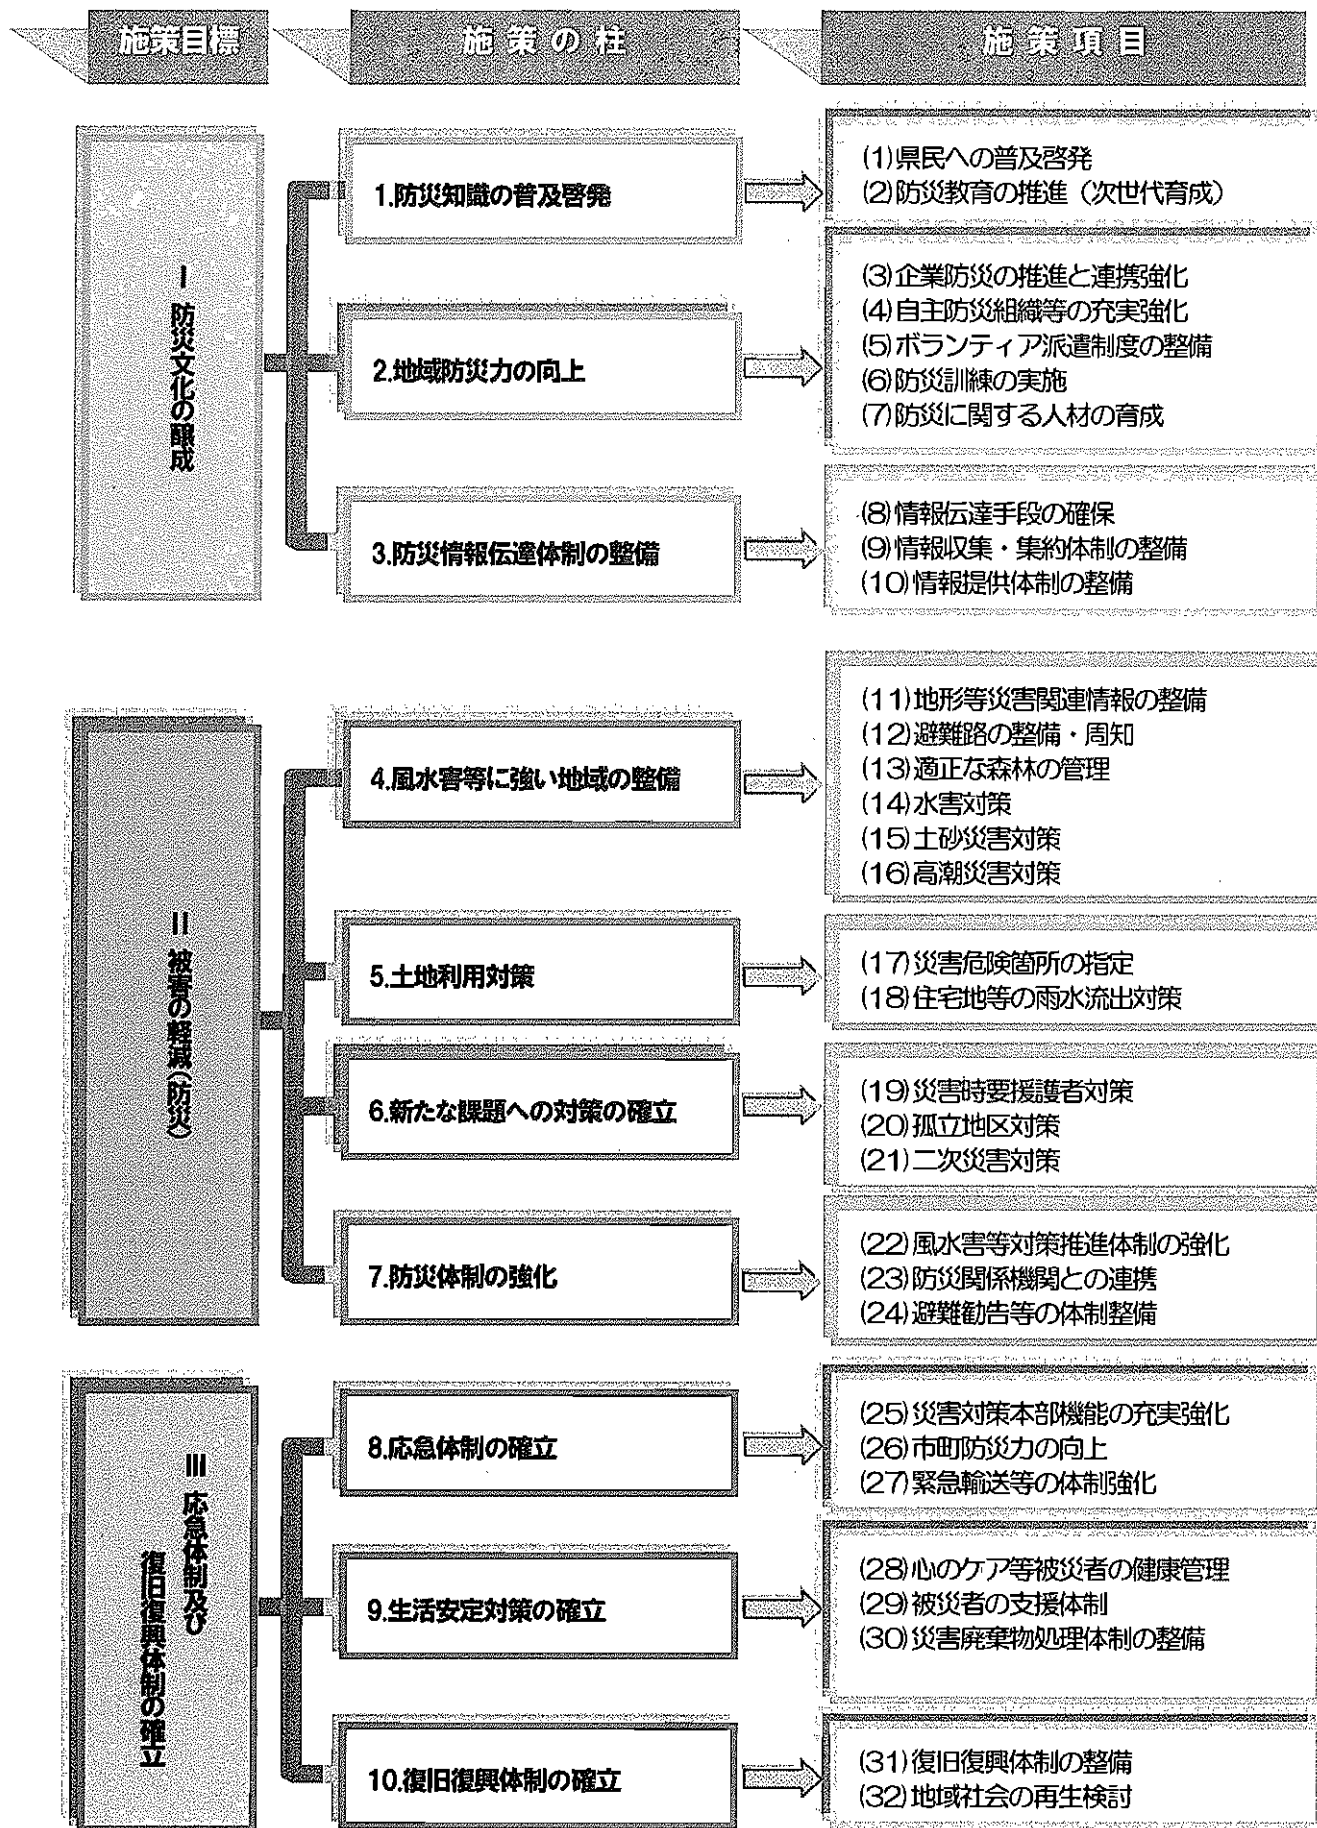 施策目標
施策の柱
施策項目
Ⅰ 防災文化の醸成
1.防災知識の普及啓発
(1)県民への普及啓発
(2)防災教育の推進（次世代育成）
2.地域防災力の向上
(3)企業防災の推進と連携強化
(4)自主防災組織等の充実強化
(5)ボランティア派遣制度の整備
(6)防災訓練の実施
(7)防災に関する人材の育成
3.防災情報伝達体制の整備
(8)情報伝達手段の確保
(9)情報収集・集約体制の整備
(10)情報提供体制の整備
Ⅱ 被害の軽減(防災)
4.風水害等に強い地域の整備
(11)地形等災害関連情報の整備
(12)避難路の整備・周知
(13)適正な森林の管理
(14)水害対策
(15)土砂災害対策
(16)高潮災害対策
5.土地利用対策
(17)災害危険箇所の指定
(18)住宅地等の雨水流出対策
6.新たな課題への対策の確立
(19)災害時要援護者対策
(20)孤立地区対策
(21)二次災害対策
7.防災体制の強化
(22)風水害等対策推進体制の強化
(23)防災関係機関との連携
(24)避難勧告等の体制整備
Ⅲ 応急体制及び
復旧復興体制の確立
8.応急体制の確立
(25)災害対策本部機能の充実強化
(26)市町防災力の向上
(27)緊急輸送等の体制強化
9.生活安定対策の確立
(28)心のケア等被災者の健康管理
(29)被災者の支援体制
(30)災害廃棄物処理体制の整備
10.復旧復興体制の確立
(31)復旧復興体制の整備
(32)地域社会の再生検討